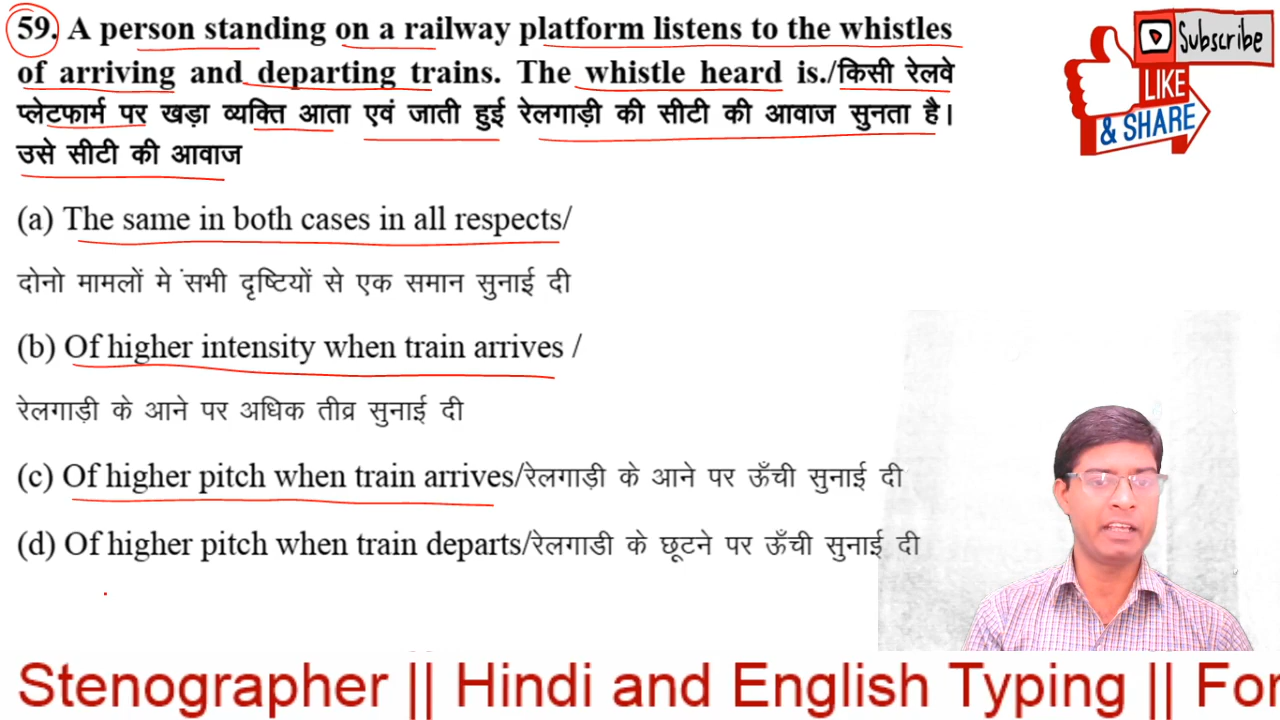 59. A person standing on a railway platform listens to the whistles
of arriving and departing trains. The whistle heard is./किसी रेलवे
प्लेटफार्म पर खड़ा व्यक्ति आता एवं जाती हुई रेलगाड़ी की सीटी की आवाज सुनता है।
उसे सीटी की आवाज
(a) The same in both cases in all respects/
दोनो मामलों मे ंसभी दृष्टियों से एक समान सुनाई दी
(b) Of higher intensity when train arrives /
रेलगाड़ी के आने पर अधिक तीव्र सुनाई दी
(c) Of higher pitch when train arrives/रेलगाड़ी के आने पर ऊँची सुनाई दी
(d) Of higher pitch when train departs/रेलगाडी के छूटने पर ऊँची सुनाई दी
Subscribe
LIKE
& SHARE
Stenographer || Hindi and English Typing || For